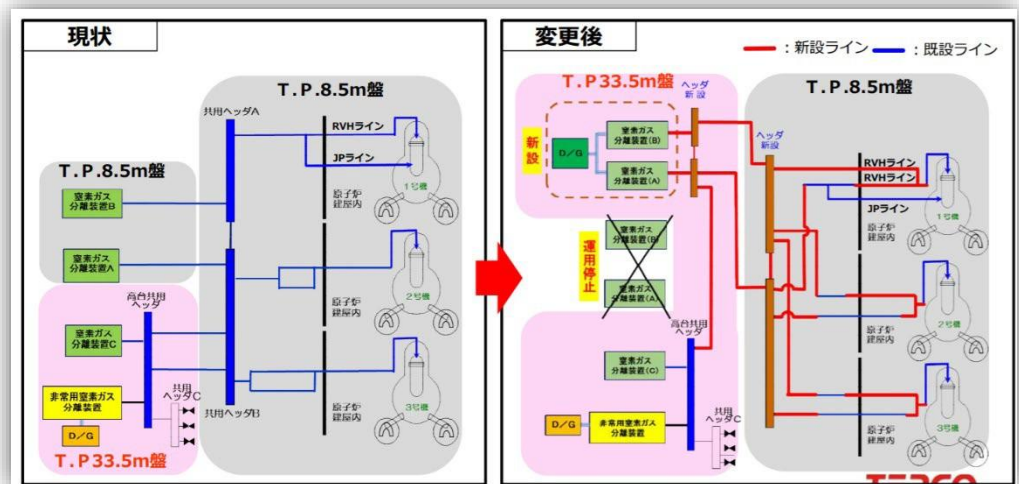 現状
T.P.8.5m盤
共用ヘッダA
RVHライン
JPライン
原子炉
建屋内
1号機
T.P.8.5m盤
窒素ガス
分離装置B
窒素ガス
分離装置A
原子炉
建屋内
2号機
高台共用
ヘッダ
窒素ガス
分離装置C
非常用窒素ガス
分離装置
D/G
共用
ヘッダC
共用ヘッダB
原子炉
建屋内
3号機
T.P33.5m盤
変更後
:新設ライン
:既設ライン
T.P33.5m盤
ヘッダ
新設
T.P.8.5m盤
新設
D/G
窒素ガス
分離装置(B)
窒素ガス
分離装置(A)
ヘッダ
新設
RVHライン
RVHライン
JPライン
原子炉
建屋内
1号機
運用停止
窒素ガス
分離装置(B)
窒素ガス
分離装置(A)
原子炉
建屋内
2号機
高台共用
ヘッダ
窒素ガス
分離装置(C)
D/G
非常用窒素ガス
分離装置
共用
ヘッダC
原子炉
建屋内
3号機
TEPCO